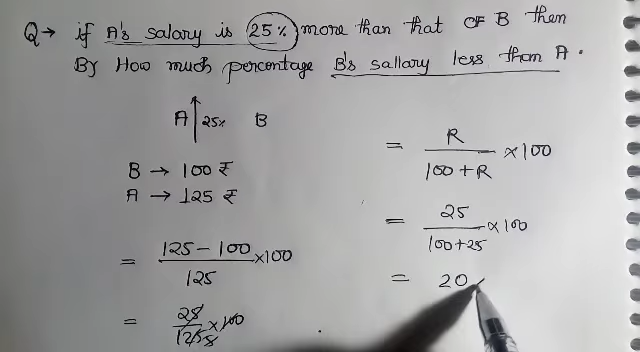 Q→ if A's salary is 25% more than that of B then
By How much percentage B's sallary less than A.
A↑25% B
B → 100 ₹
A → 125 ₹
= 125 - 100 / 125 × 100
= 25 / 125 5 × 100
= R / 100 + R × 100
= 25 / 100 + 25 × 100
= 20